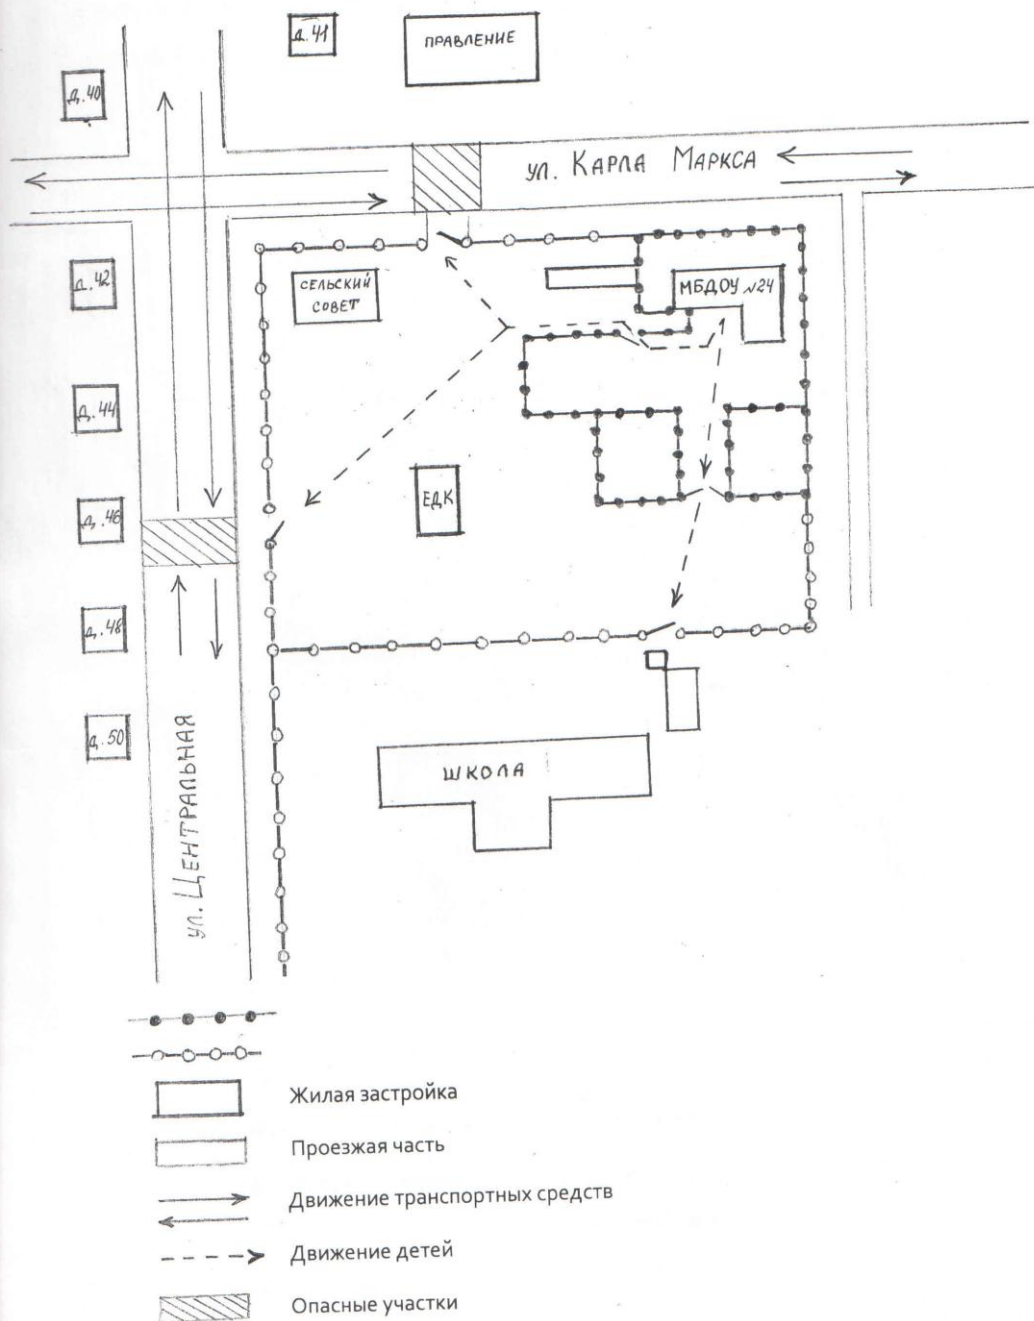 д.41
ПРАВЛЕНИЕ
д.40
ул. КАРЛА МАРКСА
д.42
СЕЛЬСКИЙ
СОВЕТ
МБДОУ №24
д.44
ЕДК
д.46
д.48
д.50
ШКОЛА
ул. ЦЕНТРАЛЬНАЯ
Жилая застройка
Проезжая часть
Движение транспортных средств
Движение детей
Опасные участки